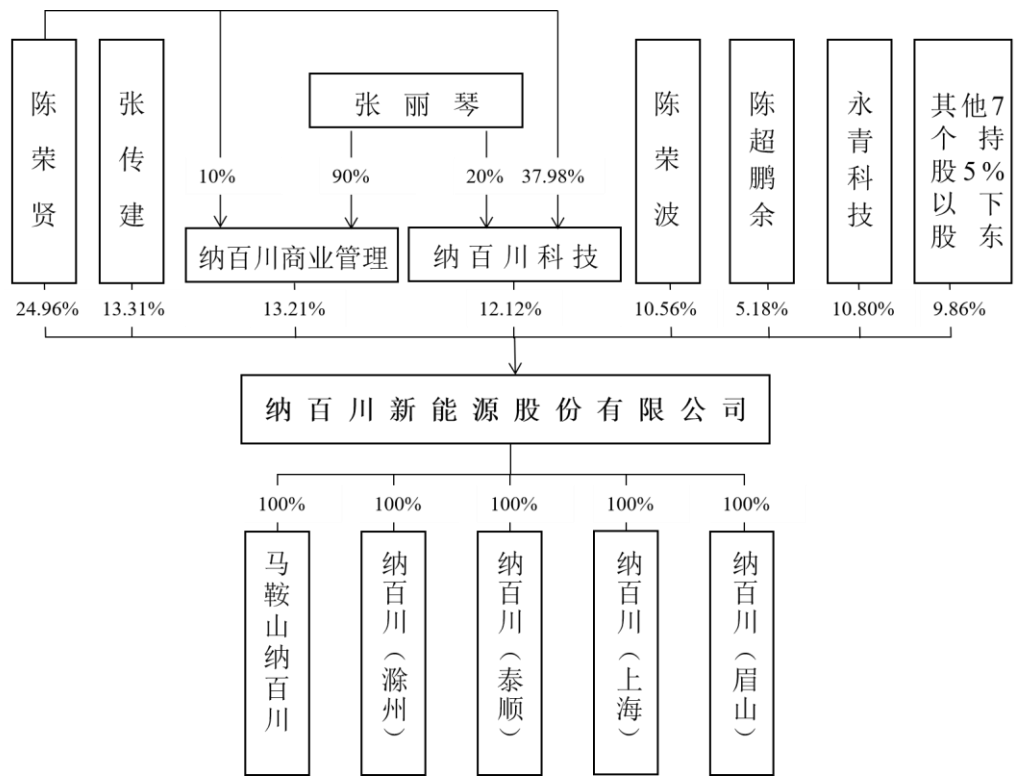 陈荣贤
张传建
张丽琴
陈荣波
陈超鹏余
永青科技
其他7
个持
股5%
以下
股东
10%
90%
20%
37.98%
纳百川商业管理
纳百川科技
24.96%
13.31%
13.21%
12.12%
10.56%
5.18%
10.80%
9.86%
纳百川新能源股份有限公司
100%
100%
100%
100%
100%
马鞍山纳百川
纳百川（滁州）
纳百川（泰顺）
纳百川（上海）
纳百川（眉山）